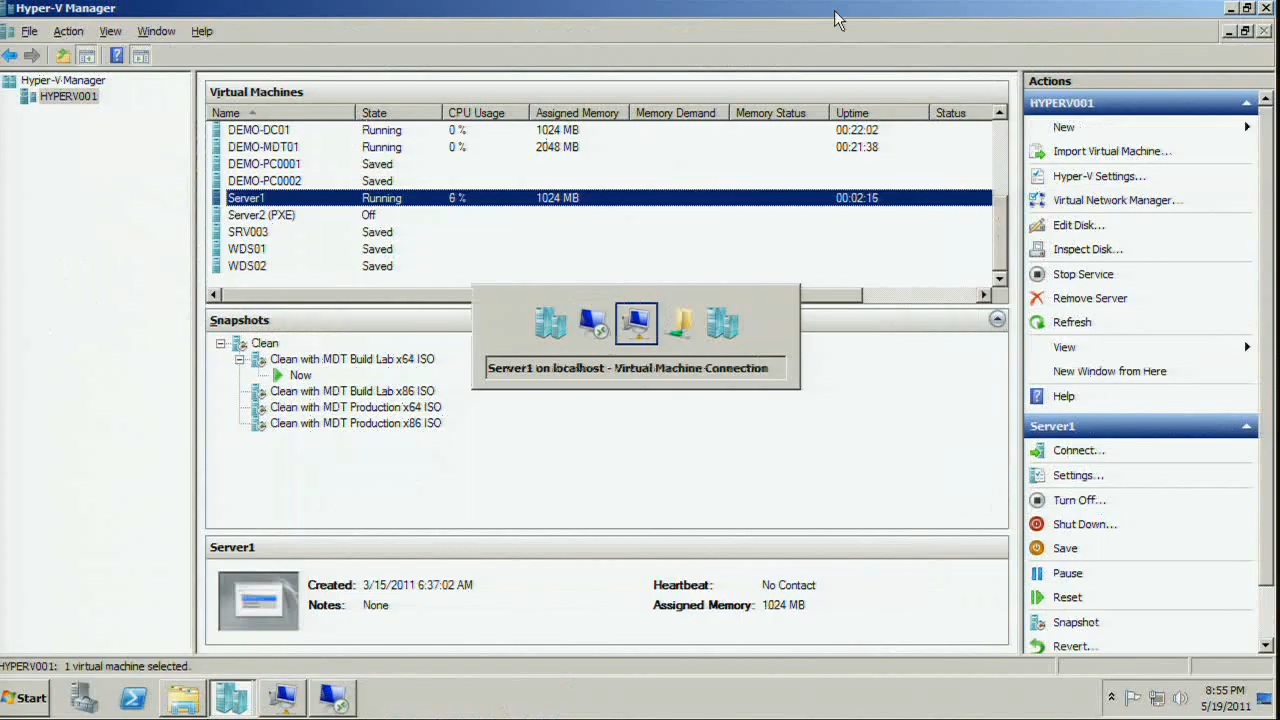 Hyper-V Manager
File Action View Window Help
Hyper-V Manager
HYPERV001
Virtual Machines
Name State CPU Usage Assigned Memory Memory Demand Memory Status Uptime Status
DEMO-DC01 Running 0 % 1024 MB 00:22:02
DEMO-MDT01 Running 0 % 2048 MB 00:21:38
DEMO-PC0001 Saved
DEMO-PC0002 Saved
Server1 Running 6 % 1024 MB 00:02:15
Server2 (PXE) Off
SRV003 Saved
WDS01 Saved
WDS02 Saved
Snapshots
Clean
Clean with MDT Build Lab x64 ISO
Now
Clean with MDT Build Lab x86 ISO
Clean with MDT Production x64 ISO
Clean with MDT Production x86 ISO
Server1 on localhost - Virtual Machine Connection
Server1
Created: 3/15/2011 6:37:02 AM Heartbeat: No Contact
Notes: None Assigned Memory: 1024 MB
Actions
HYPERV001
New
Import Virtual Machine...
Hyper-V Settings...
Virtual Network Manager...
Edit Disk...
Inspect Disk...
Stop Service
Remove Server
Refresh
View
New Window from Here
Help
Server1
Connect...
Settings...
Turn Off...
Shut Down...
Save
Pause
Reset
Snapshot
Revert...
HYPERV001: 1 virtual machine selected.
Start
8:55 PM
5/19/2011